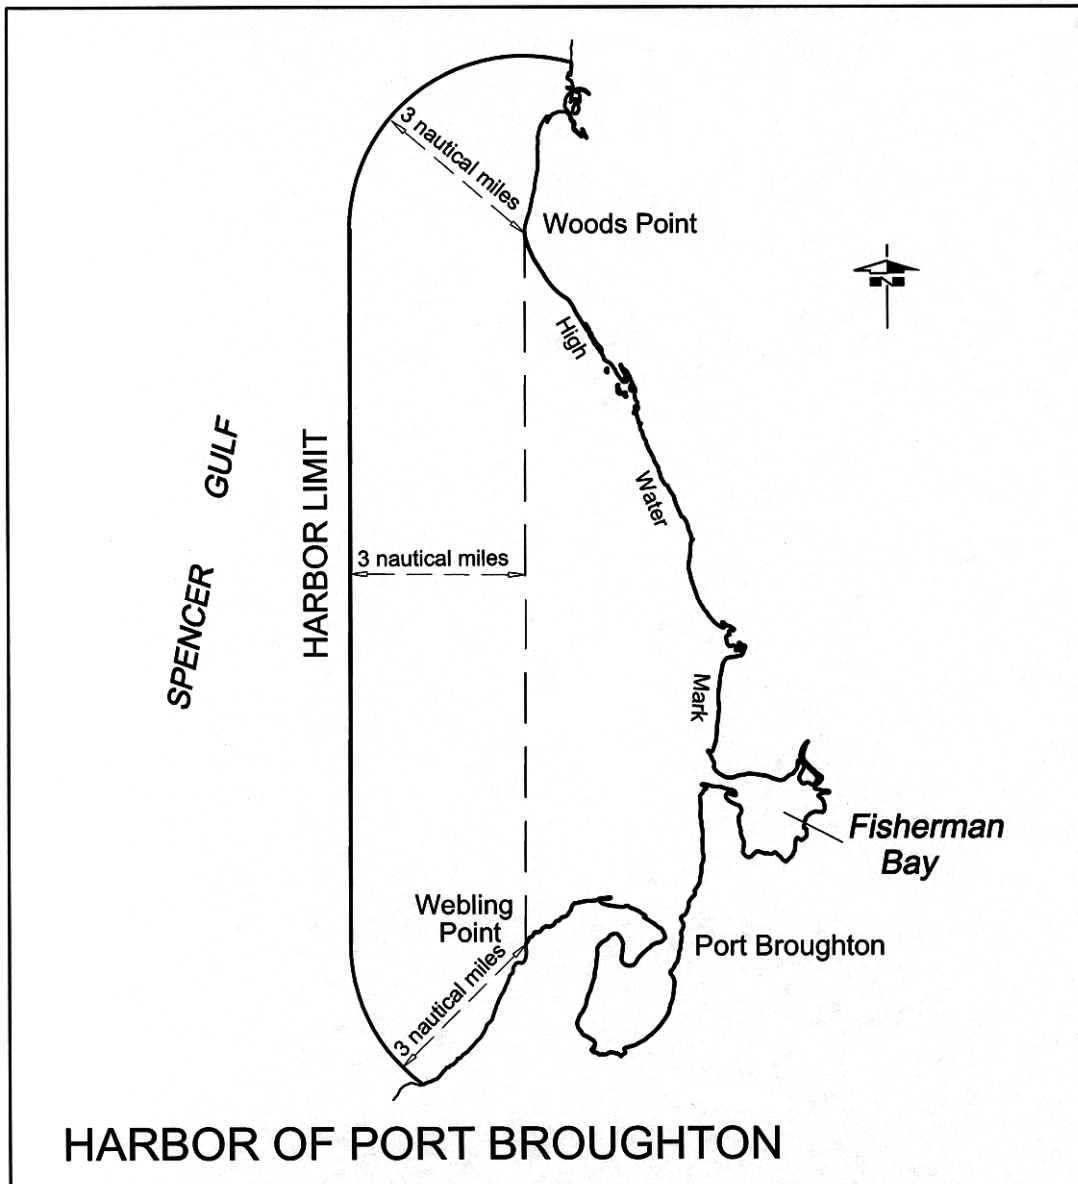 3 nautical miles
Woods Point
High
Water
Mark
SPENCER GULF
HARBOR LIMIT
3 nautical miles
Fisherman
Bay
Webling
Point
Port Broughton
3 nautical miles
HARBOR OF PORT BROUGHTON